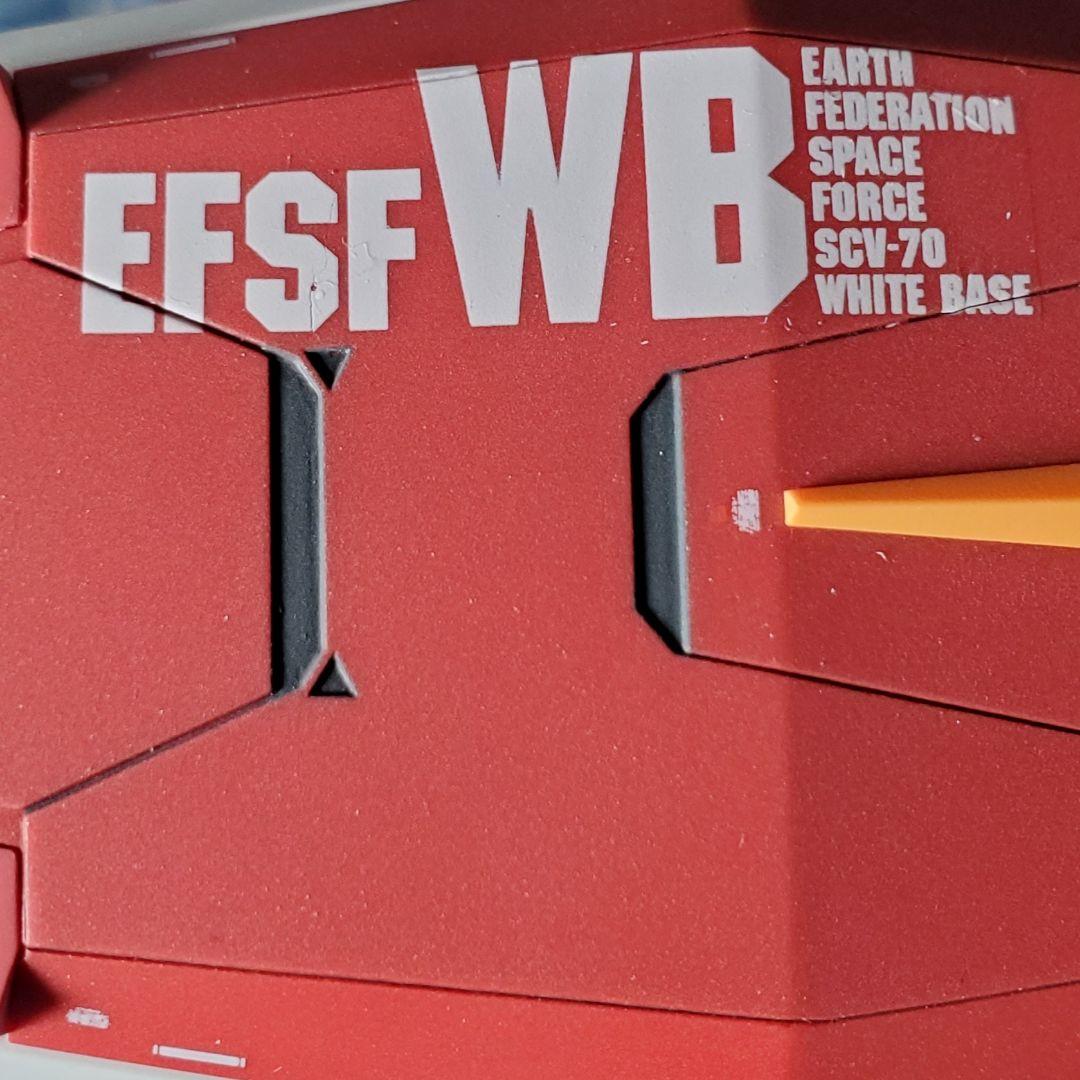 EFSF WB
EARTH
FEDERATION
SPACE
FORCE
SCV-70
WHITE BASE